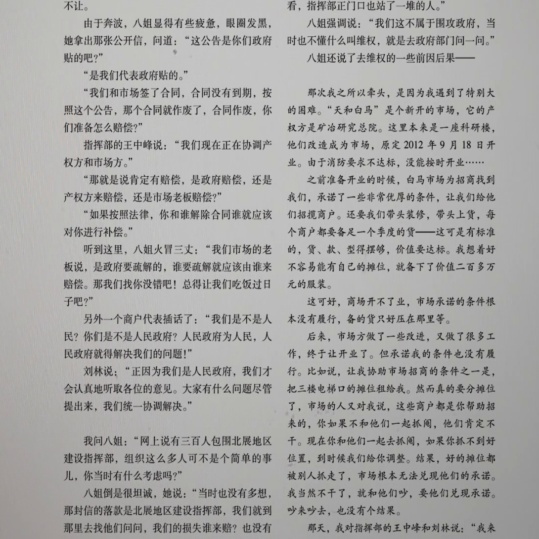 不让。
由于奔波，八姐显得有些疲惫，眼圈发黑，
她拿出那张公开信，问道：“这公告是你们政府
贴的吧？”
“是我们代表政府贴的。”
“我们和市场签了合同，合同没有到期，按
照这个公告，那个合同就作废了，合同作废，你
们准备怎么赔偿？”
指挥部的王中峰说：“我们现在正在协调产
权方和市场方。”
“那就是说肯定有赔偿，是政府赔偿，还是
产权方来赔偿，还是市场老板赔偿？”
“如果按照法律，你和谁解除合同谁就应该
对你进行补偿。”
听到这里，八姐火冒三丈：“我们市场的老
板说，是政府要疏解的，谁要疏解就应该由谁来
赔偿。那我们找你没错吧！总得让我们吃饭过日
子吧？”
另外一个商户代表插话了：“我们是不是人
民？你们是不是人民政府？人民政府为人民，人
民政府就得解决我们的问题！”
刘林说：“正因为我们是人民政府，我们才
会认真地听取各位的意见。大家有什么问题尽管
提出来，我们统一协调解决。”
我问八姐：“网上说有三百人包围北展地区
建设指挥部，组织这么多人可不是个简单的事
儿，你当时有什么考虑吗？”
八姐倒是很坦诚，她说：“当时也没有多想，
那封信的落款是北展地区建设指挥部，我们就到
那里去找他们问问，我们的损失谁来赔？也没有
看，指挥部正门口也站了一堆的人。”
八姐强调说：“我们这不属于围攻政府，当
时也不懂什么叫维权，就是去政府部门问一问。”
八姐还说了去维权的一些前因后果——
那次我之所以牵头，是因为我遇到了特别大
的困难。“天和白马”是个新开的市场，它的产
权方是矿冶研究总院。这里本来是一座科研楼，
他们改造成为市场，原定 2012 年 9 月 18 日开
业。由于消防要求不达标，没能按时开业……
之前准备开业的时候，白马市场为招商找到
我们，承诺了一些非常优厚的条件，让我们给他
们招揽商户。还要我们带头装修，带头上货，每
个商户都要备足一个季度的货——这可是有标准
的，货、款、型得摆够，价值要达标。我想着好
不容易能有自己的摊位，就备下了价值二百多万
元的服装。
这可好，商场开不了业，市场承诺的条件根
本没有履行，备的货只好压在那里等。
后来，市场方做了一些改进，又做了很多工
作，终于让开业了。但承诺我的条件也没有履
行。比如说，让我协助市场招商的条件之一是，
把三楼电梯口的摊位租给我。然而真的要分摊位
了，市场的人又对我说，这些商户都是你帮助招
来的，你如果不和他们一起抓阄，他们肯定不
干。现在你和他们一起去抓阄，如果你抓不到好
位置，到时候我们给你调整。结果，好的摊位都
被别人抓走了，市场根本无法兑现他们的承诺。
我当然不干了，就和他们吵，要他们兑现承诺。
吵来吵去，也没有个结果。
那天，我对指挥部的王中峰和刘林说：“我来